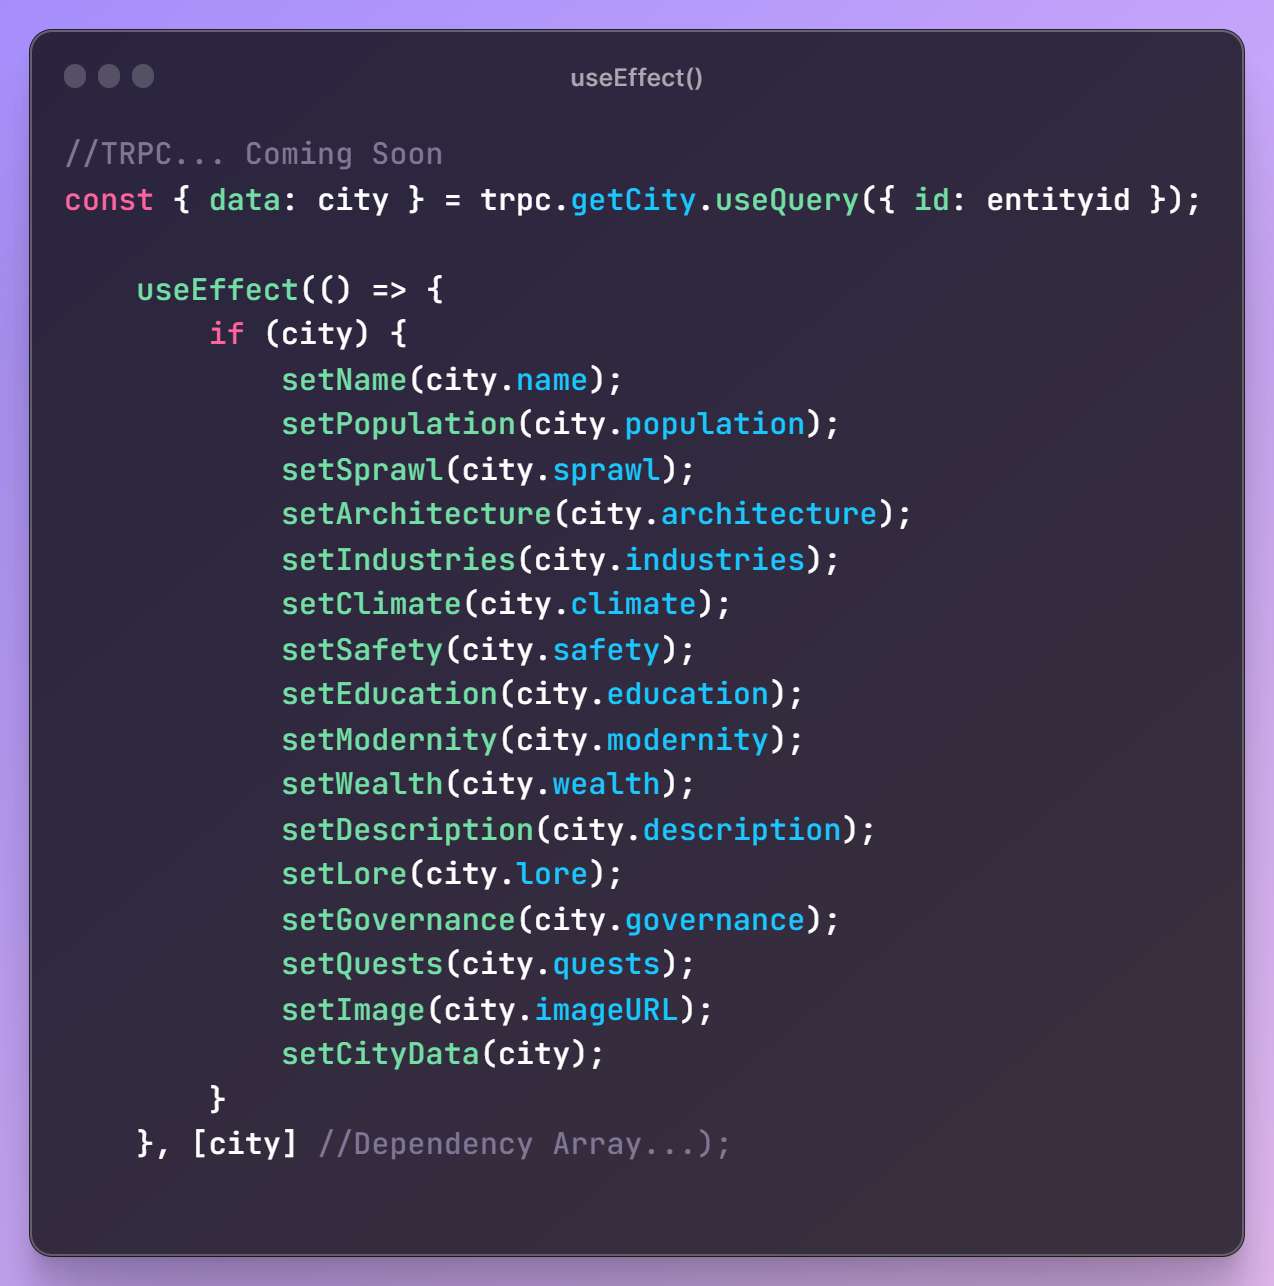 useEffect()
//TRPC... Coming Soon
const { data: city } = trpc.getCity.useQuery({ id: entityid });
useEffect(() => {
if (city) {
setName(city.name);
setPopulation(city.population);
setSprawl(city.sprawl);
setArchitecture(city.architecture);
setIndustries(city.industries);
setClimate(city.climate);
setSafety(city.safety);
setEducation(city.education);
setModernity(city.modernity);
setWealth(city.wealth);
setDescription(city.description);
setLore(city.lore);
setGovernance(city.governance);
setQuests(city.quests);
setImage(city.imageURL);
setCityData(city);
}
}, [city] //Dependency Array...);